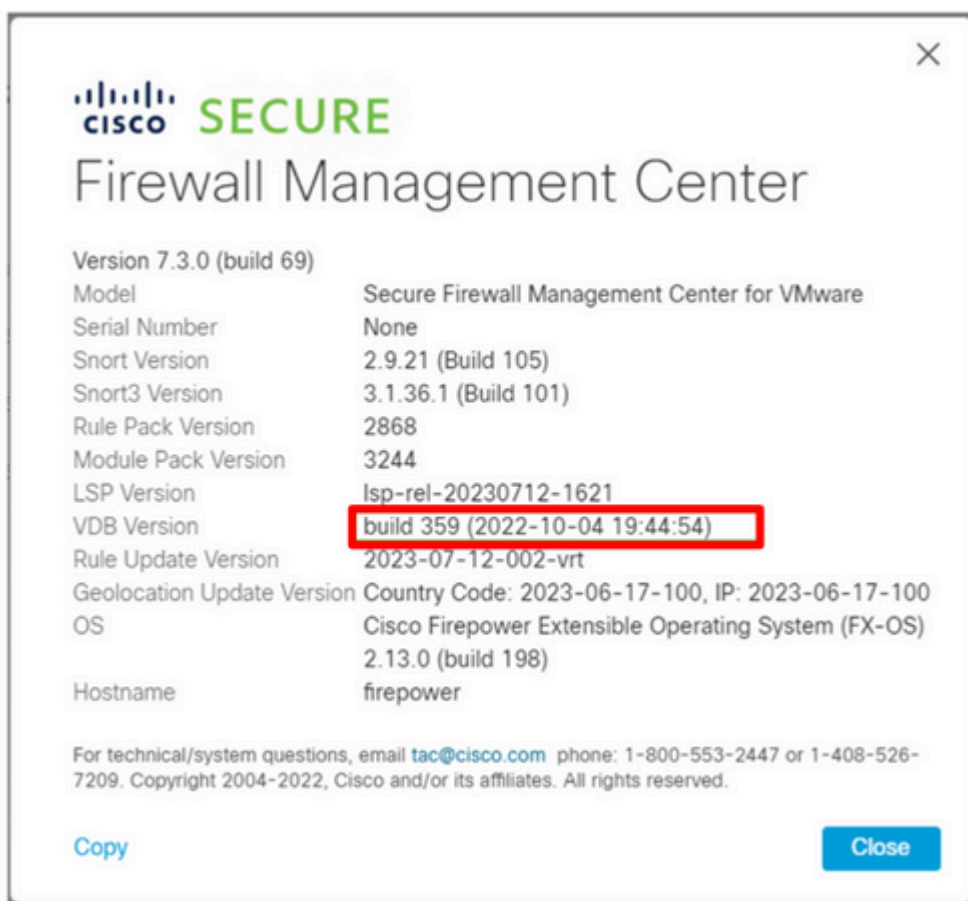 CISCO SECURE
Firewall Management Center
Version 7.3.0 (build 69)
Model Secure Firewall Management Center for VMware
Serial Number None
Snort Version 2.9.21 (Build 105)
Snort3 Version 3.1.36.1 (Build 101)
Rule Pack Version 2868
Module Pack Version 3244
LSP Version lsp-rel-20230712-1621
VDB Version build 359 (2022-10-04 19:44:54)
Rule Update Version 2023-07-12-002-vrt
Geolocation Update Version Country Code: 2023-06-17-100, IP: 2023-06-17-100
OS Cisco Firepower Extensible Operating System (FX-OS)
2.13.0 (build 198)
Hostname firepower
For technical/system questions, email tac@cisco.com phone: 1-800-553-2447 or 1-408-526-
7209. Copyright 2004-2022, Cisco and/or its affiliates. All rights reserved.
Copy Close